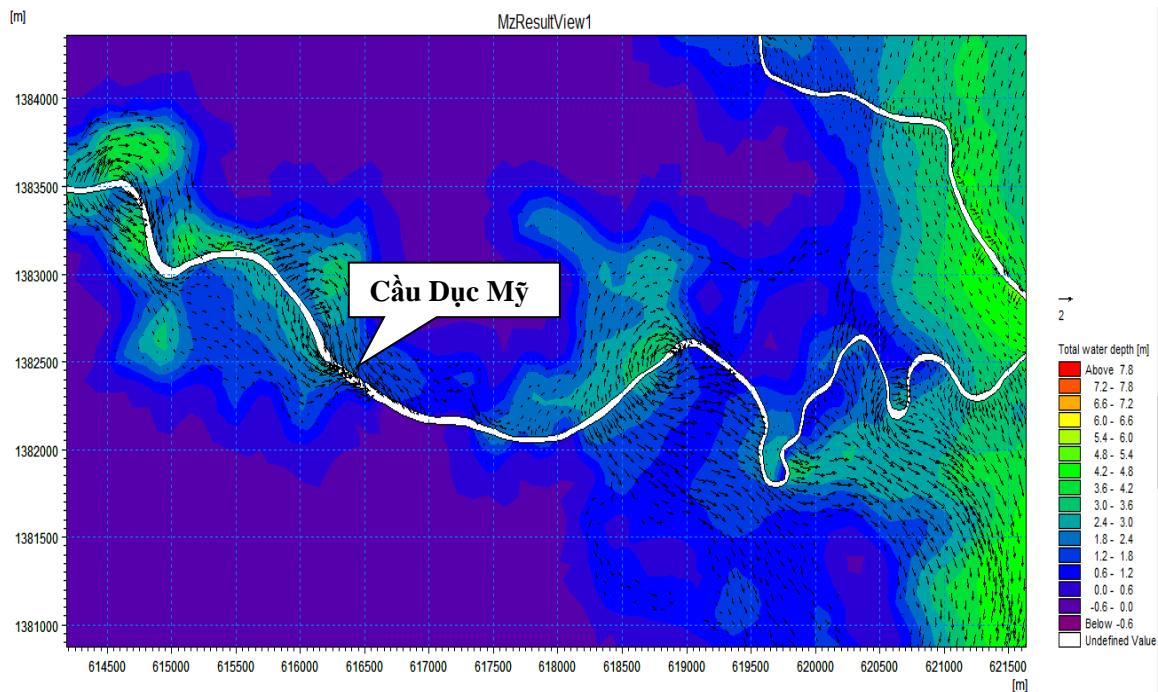 MzResultView1
[m]
1384000
1383500
1383000
1382500
1382000
1381500
1381000
Cầu Dục Mỹ
614500 615000 615500 616000 616500 617000 617500 618000 618500 619000 619500 620000 620500 621000 621500
[m]
2
Total water depth [m]
Above 7.8
7.2 - 7.8
6.6 - 7.2
6.0 - 6.6
5.4 - 6.0
4.8 - 5.4
4.2 - 4.8
3.6 - 4.2
3.0 - 3.6
2.4 - 3.0
1.8 - 2.4
1.2 - 1.8
0.6 - 1.2
0.0 - 0.6
-0.6 - 0.0
Below -0.6
Undefined Value